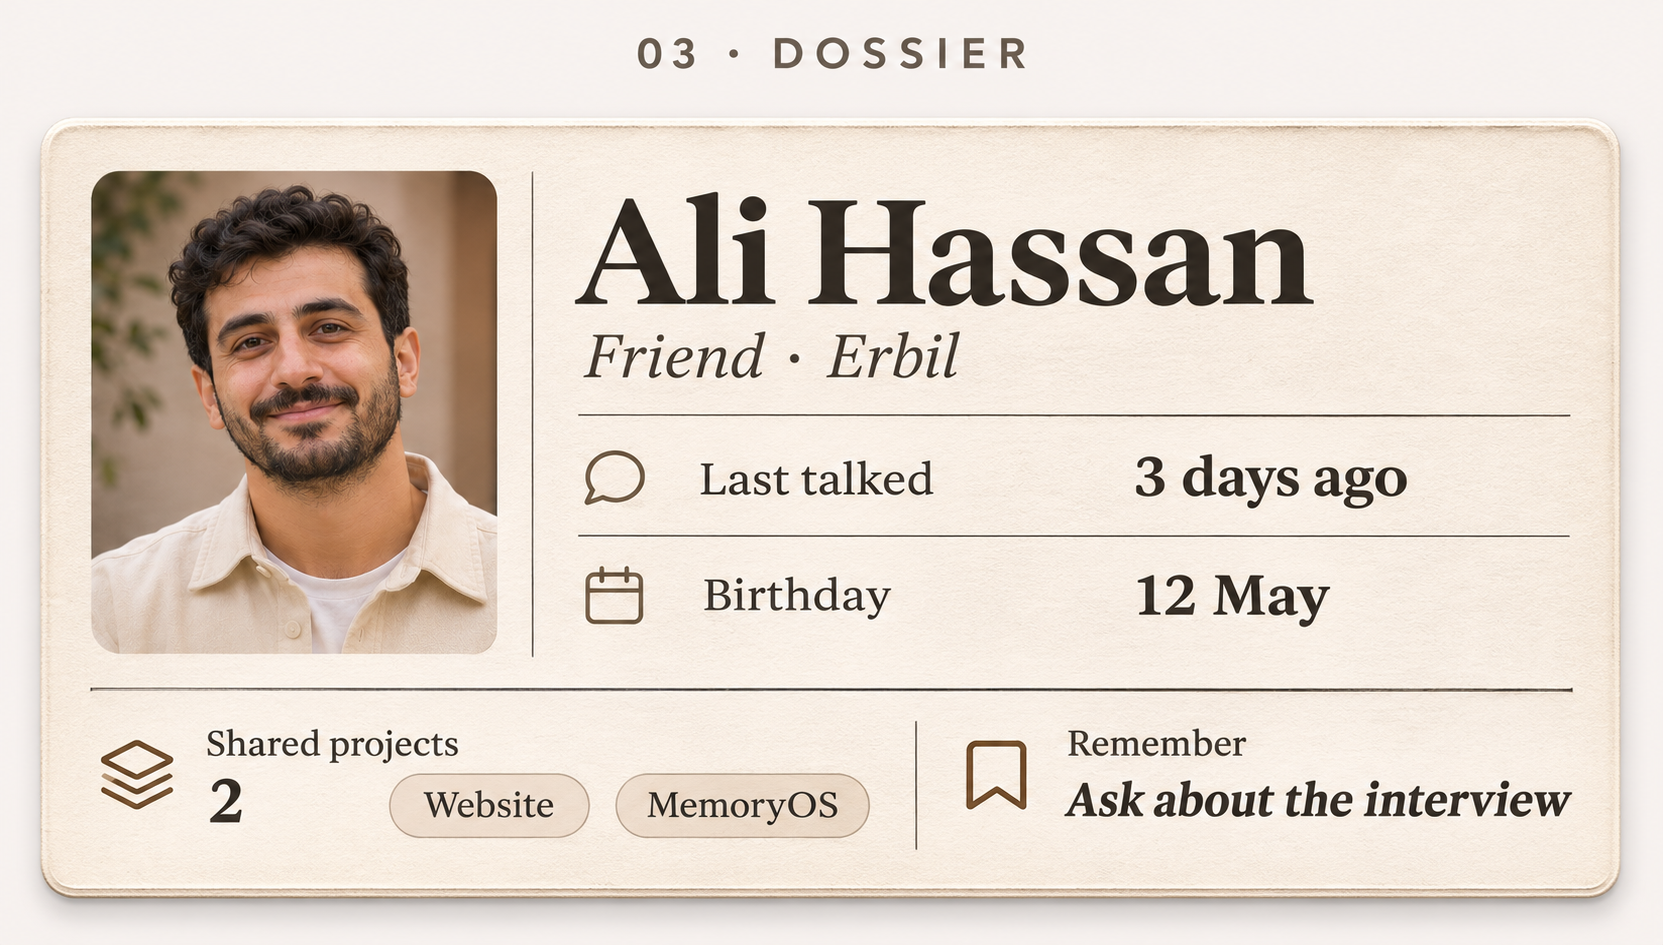 03 · DOSSIER
Ali Hassan
Friend · Erbil
Last talked 3 days ago
Birthday 12 May
Shared projects
2 Website MemoryOS
Remember
Ask about the interview